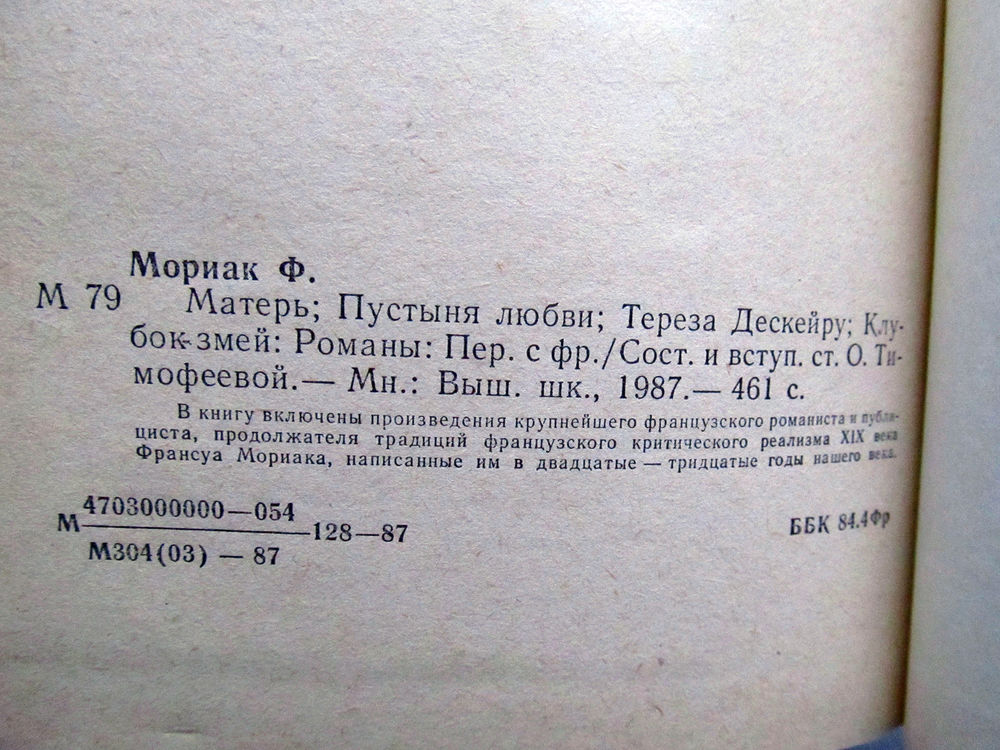 Мориак Ф.
М 79 Матерь; Пустыня любви; Тереза Дескейру; Клу-
бок-змей: Романы: Пер. с фр./Сост. и вступ. ст. О. Ти-
мофеевой.— Мн.: Выш. шк., 1987.— 461 с.
В книгу включены произведения крупнейшего французского романиста и публи-
циста, продолжателя традиций французского критического реализма XIX века
Франсуа Мориака, написанные им в двадцатые — тридцатые годы нашего века.
4703000000—054
М—128—87
М304(03) — 87
ББК 84.4Фр